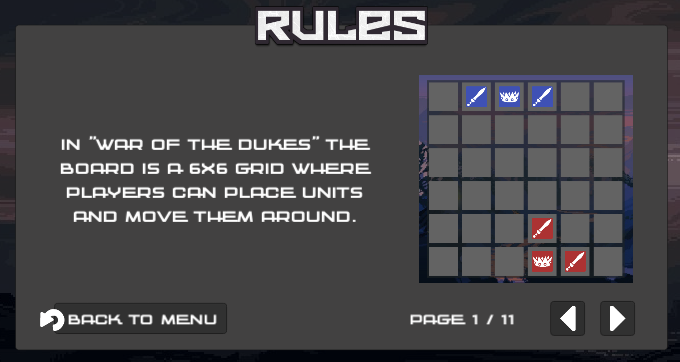 RULES
IN "WAR OF THE DUKES" THE
BOARD IS A 6X6 GRID WHERE
PLAYERS CAN PLACE UNITS
AND MOVE THEM AROUND.
BACK TO MENU
PAGE 1 / 11